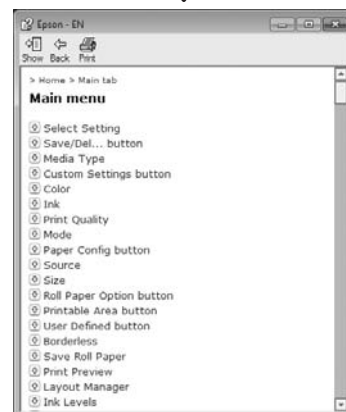 Epson - EN
Show Back Print
> Home > Main tab
Main menu
Select Setting
Save/Del... button
Media Type
Custom Settings button
Color
Ink
Print Quality
Mode
Paper Config button
Source
Size
Roll Paper Option button
Printable Area button
User Defined button
Borderless
Save Roll Paper
Print Preview
Layout Manager
Ink Levels